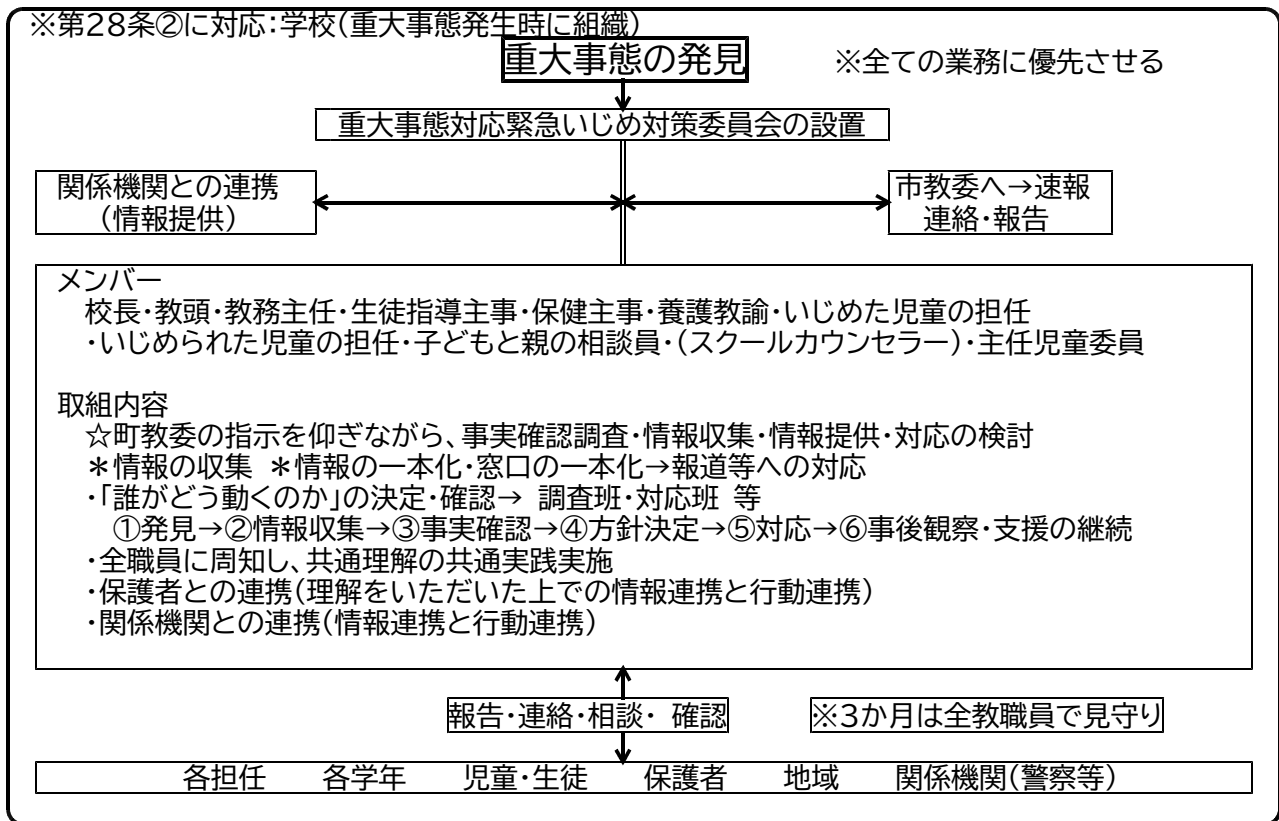 ※第28条②に対応:学校(重大事態発生時に組織)
重大事態の発見 ※全ての業務に優先させる
重大事態対応緊急いじめ対策委員会の設置
関係機関との連携
(情報提供)
市教委へ→速報
連絡・報告
メンバー
校長・教頭・教務主任・生徒指導主事・保健主事・養護教諭・いじめた児童の担任
・いじめられた児童の担任・子どもと親の相談員・(スクールカウンセラー)・主任児童委員
取組内容
☆町教委の指示を仰ぎながら、事実確認調査・情報収集・情報提供・対応の検討
*情報の収集 *情報の一本化・窓口の一本化→報道等への対応
・「誰がどう動くのか」の決定・確認→ 調査班・対応班 等
①発見→②情報収集→③事実確認→④方針決定→⑤対応→⑥事後観察・支援の継続
・全職員に周知し、共通理解の共通実践実施
・保護者との連携(理解をいただいた上での情報連携と行動連携)
・関係機関との連携(情報連携と行動連携)
報告・連絡・相談・ 確認 ※3か月は全教職員で見守り
各担任 各学年 児童・生徒 保護者 地域 関係機関(警察等)